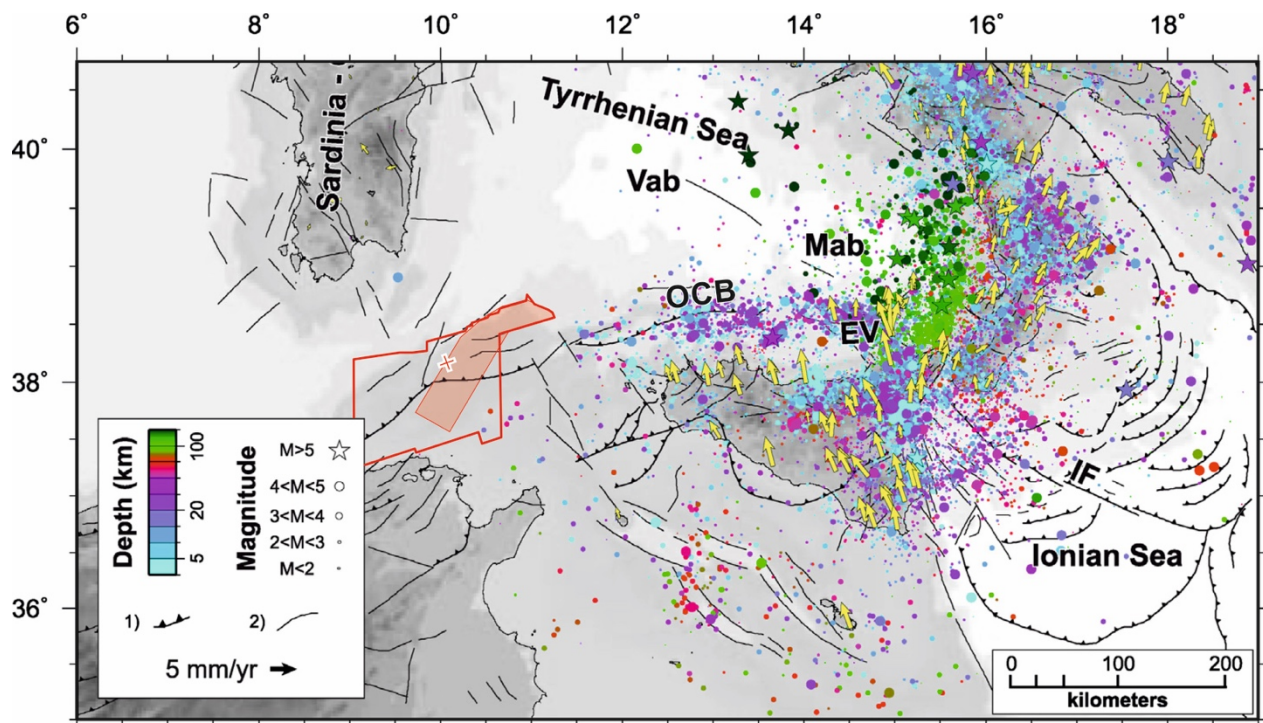 6° 8° 10° 12° 14° 16° 18°
40°
38°
36°
Sardinia -
Tyrrhenian Sea
Vab
Mab
OCB
EV
IF
Ionian Sea
Depth (km)
100
20
5
Magnitude
M>5
4<M<5
3<M<4
2<M<3
M<2
1)
2)
5 mm/yr
0 100 200
kilometers